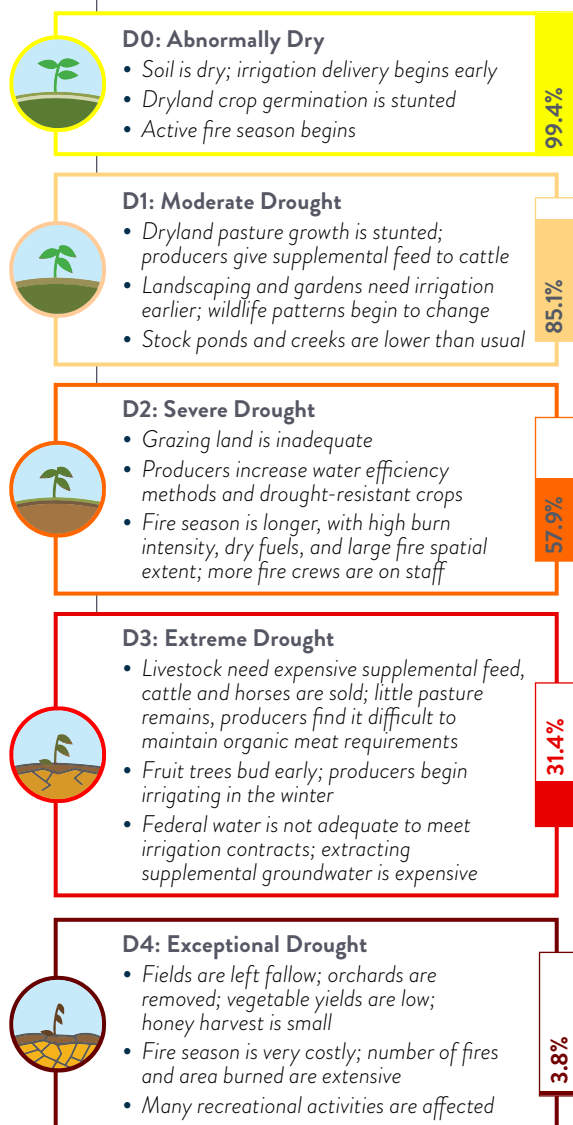 D0: Abnormally Dry
• Soil is dry; irrigation delivery begins early
• Dryland crop germination is stunted
• Active fire season begins
99.4%
D1: Moderate Drought
• Dryland pasture growth is stunted;
producers give supplemental feed to cattle
• Landscaping and gardens need irrigation
earlier; wildlife patterns begin to change
• Stock ponds and creeks are lower than usual
85.1%
D2: Severe Drought
• Grazing land is inadequate
• Producers increase water efficiency
methods and drought-resistant crops
• Fire season is longer, with high burn
intensity, dry fuels, and large fire spatial
extent; more fire crews are on staff
57.9%
D3: Extreme Drought
• Livestock need expensive supplemental feed,
cattle and horses are sold; little pasture
remains, producers find it difficult to
maintain organic meat requirements
• Fruit trees bud early; producers begin
irrigating in the winter
• Federal water is not adequate to meet
irrigation contracts; extracting
supplemental groundwater is expensive
31.4%
D4: Exceptional Drought
• Fields are left fallow; orchards are
removed; vegetable yields are low;
honey harvest is small
• Fire season is very costly; number of fires
and area burned are extensive
• Many recreational activities are affected
3.8%